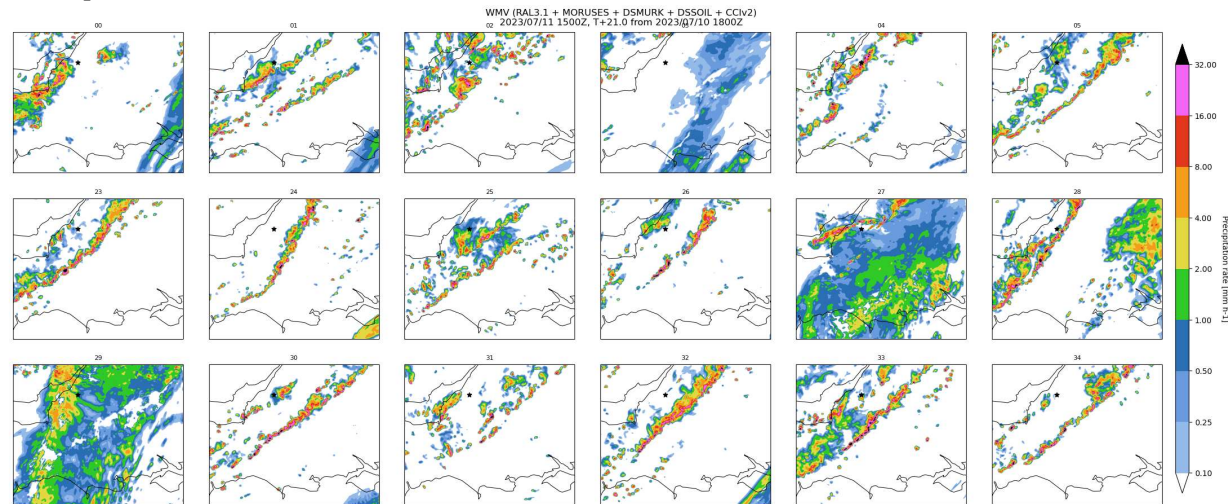 WMV (RAL3.1 + MORUSES + DSMURK + DSSOIL + CCIv2)
2023/07/11 1500Z, T+21.0 from 2023/07/10 1800Z
00 01 02 03 04 05
23 24 25 26 27 28
29 30 31 32 33 34
32.00
16.00
8.00
4.00
2.00
1.00
0.50
0.25
0.10
Precipitation rate [mm h-1]